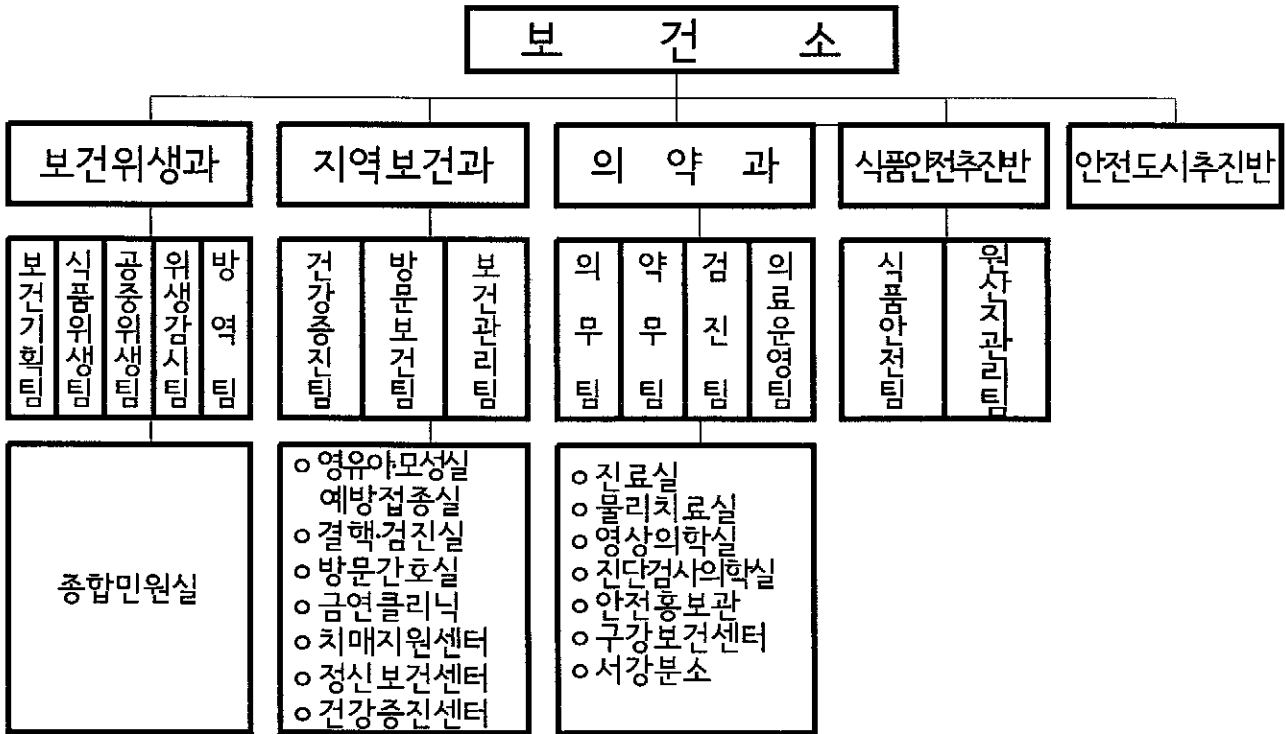 보 건 소
보건위생과
지역보건과
의 약 과
식품안전추진반
안전도시추진반
보건기획팀
식품위생팀
공중위생팀
위생감시팀
방역팀
건강증진팀
방문보건팀
보건관리팀
의무팀
약무팀
검진팀
의료운영팀
식품안전팀
원산지관리팀
종합민원실
○ 영유아·모성실
예방접종실
○ 결핵·검진실
○ 방문간호실
○ 금연클리닉
○ 치매지원센터
○ 정신보건센터
○ 건강증진센터
○ 진료실
○ 물리치료실
○ 영상의학실
○ 진단검사의학실
○ 안전홍보관
○ 구강보건센터
○ 서강분소